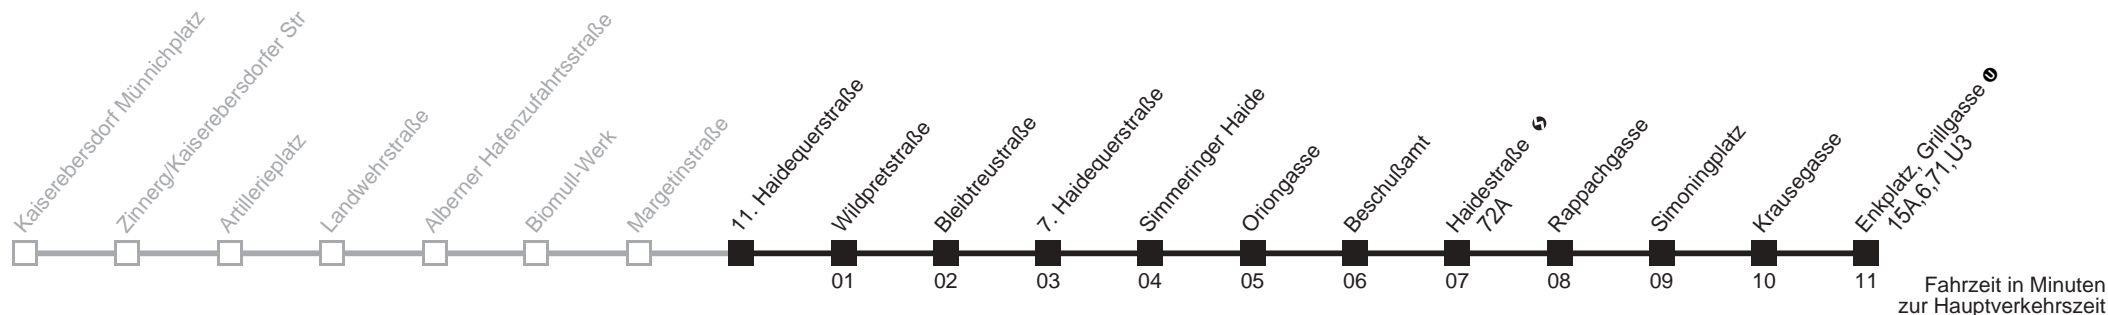 Kaiserebersdorf Münnichplatz
Zinnerg/Kaiserebersdorfer Str
Artillerieplatz
Landwehrstraße
Alberner Hafenzufahrtsstraße
Biomull-Werk
Margetinstraße
11. Haidequerstraße
Wildpretstraße
Bleibtreustraße
7. Haidequerstraße
Simmeringer Haide
Oriongasse
Beschußamt
Haidestraße
72A
Rappachgasse
Simoningplatz
Krausegasse
Enkplatz, Grillgasse U
15A,6,71,U3
01 02 03 04 05 06 07 08 09 10 11
Fahrzeit in Minuten
zur Hauptverkehrszeit